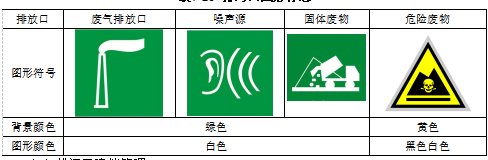 排放口 废气排放口 噪声源 固体废物 危险废物
图形符号
背景颜色 绿色 黄色
图形颜色 白色 黑色白色